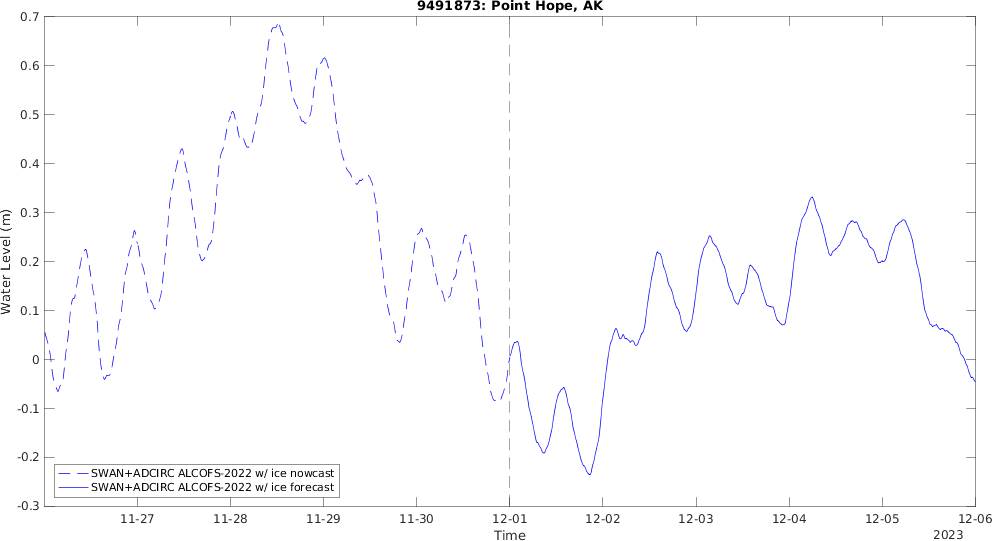 9491873: Point Hope, AK
0.7
0.6
0.5
0.4
0.3
0.2
0.1
0
-0.1
-0.2
-0.3
Water Level (m)
SWAN+ADCIRC ALCOFS-2022 w/ ice nowcast
SWAN+ADCIRC ALCOFS-2022 w/ ice forecast
11-27 11-28 11-29 11-30 12-01 12-02 12-03 12-04 12-05 12-06
Time
2023